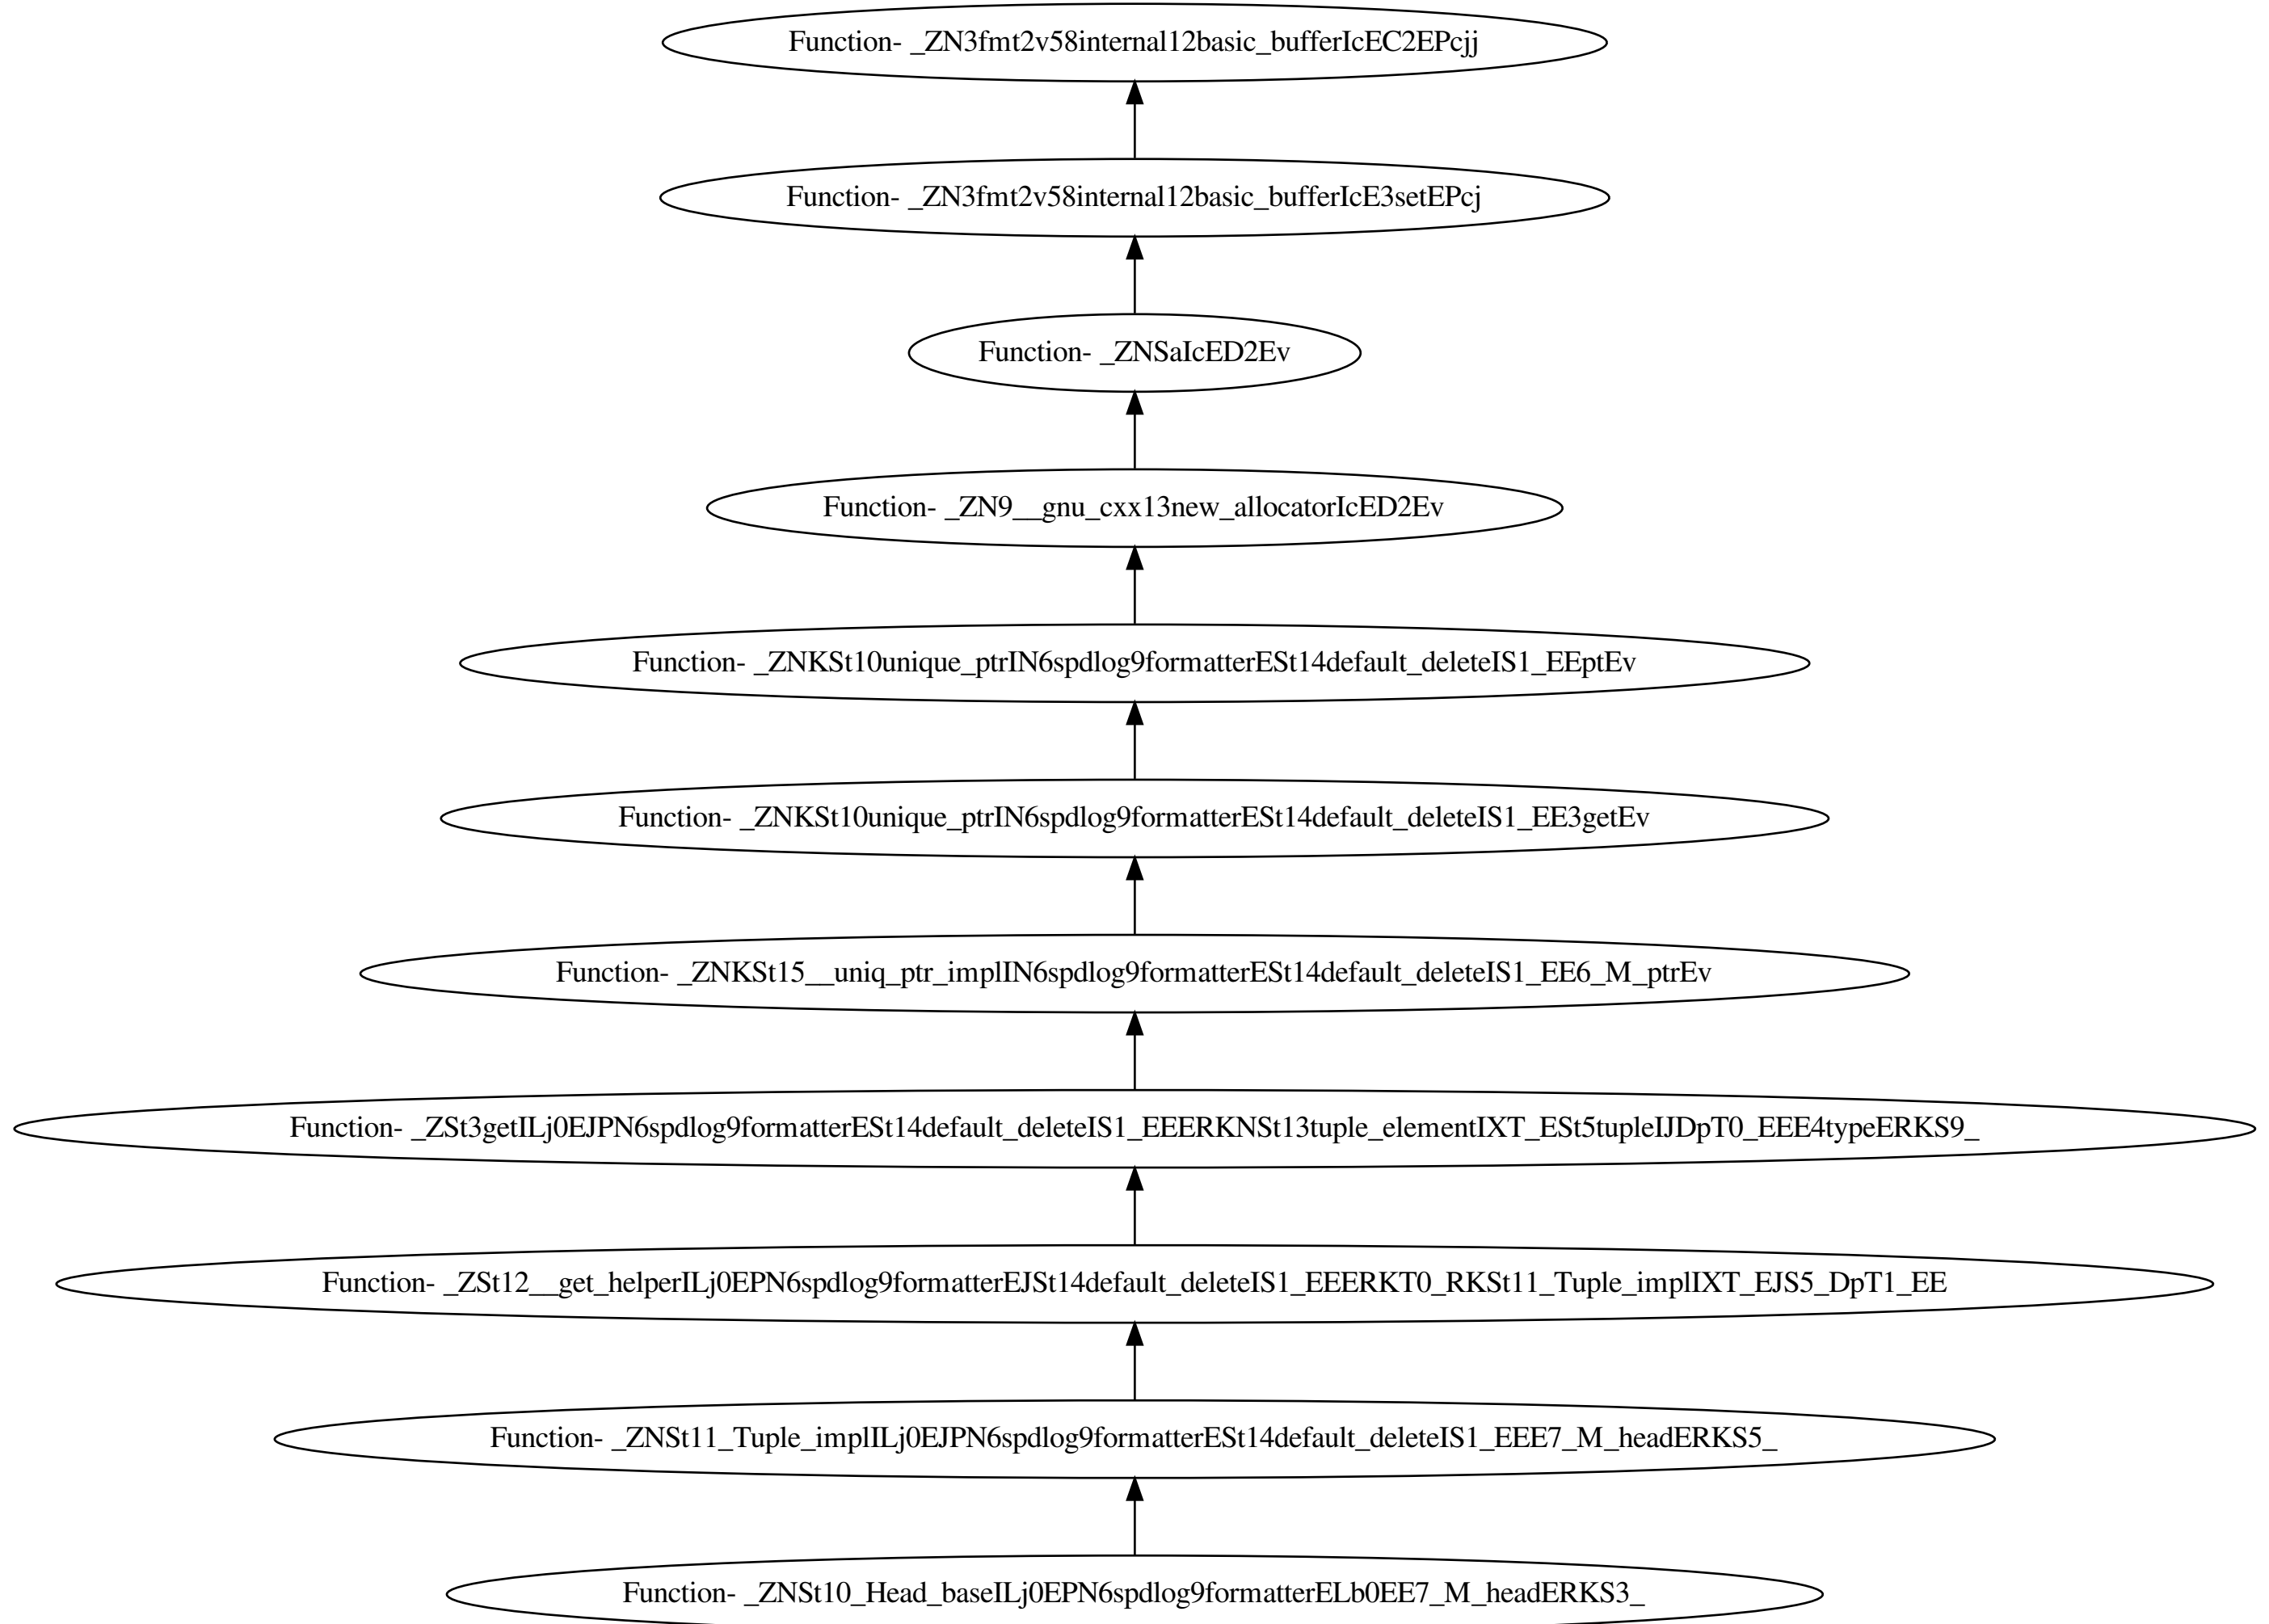 Function- _ZN3fmt2v58internal12basic_bufferIcEC2EPcjj
Function- _ZN3fmt2v58internal12basic_bufferIcE3setEPcj
Function- _ZNSaIcED2Ev
Function- _ZN9__gnu_cxx13new_allocatorIcED2Ev
Function- _ZNKSt10unique_ptrIN6spdlog9formatterESt14default_deleteIS1_EEptEv
Function- _ZNKSt10unique_ptrIN6spdlog9formatterESt14default_deleteIS1_EE3getEv
Function- _ZNKSt15__uniq_ptr_implIN6spdlog9formatterESt14default_deleteIS1_EE6_M_ptrEv
Function- _ZSt3getILj0EJPN6spdlog9formatterESt14default_deleteIS1_EEERKNSt13tuple_elementIXT_ESt5tupleIJDpT0_EEE4typeERKS9_
Function- _ZSt12__get_helperILj0EPN6spdlog9formatterEJSt14default_deleteIS1_EEERKT0_RKSt11_Tuple_implIXT_EJS5_DpT1_EE
Function- _ZNSt11_Tuple_implILj0EJPN6spdlog9formatterESt14default_deleteIS1_EEE7_M_headERKS5_
Function- _ZNSt10_Head_baseILj0EPN6spdlog9formatterELb0EE7_M_headERKS3_